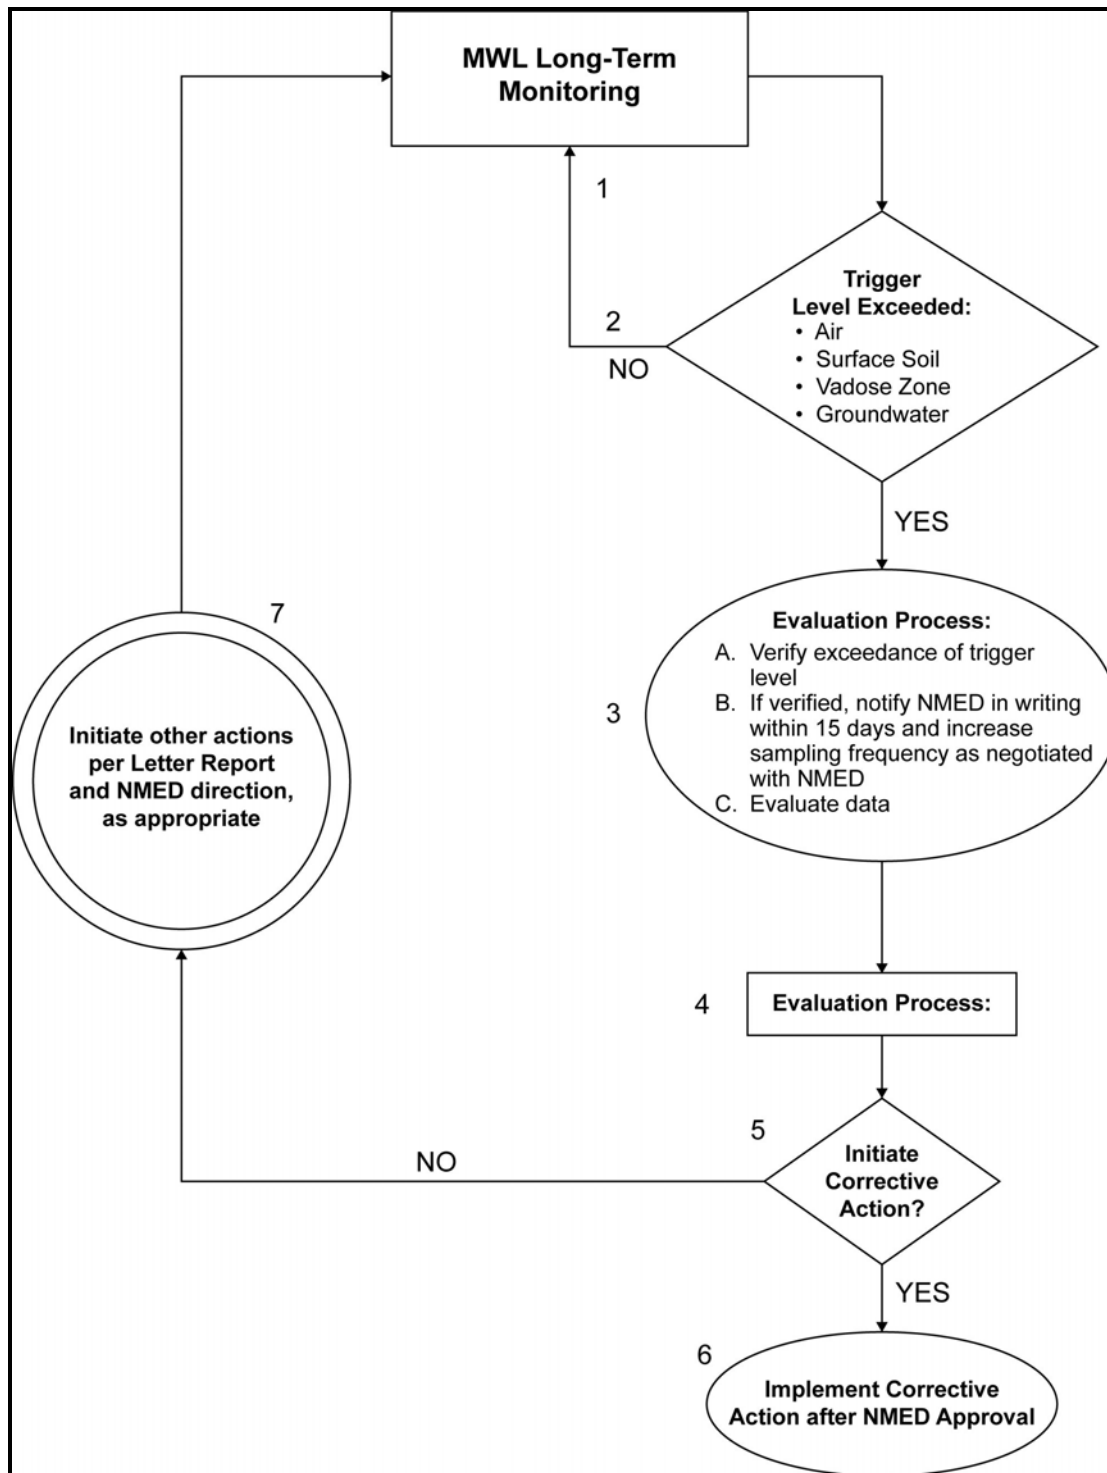 MWL Long-Term
Monitoring
1
Trigger
Level Exceeded:
• Air
• Surface Soil
• Vadose Zone
• Groundwater
2
NO
YES
3
Evaluation Process:
A. Verify exceedance of trigger
level
B. If verified, notify NMED in writing
within 15 days and increase
sampling frequency as negotiated
with NMED
C. Evaluate data
4
Evaluation Process:
5
Initiate
Corrective
Action?
NO
YES
6
Implement Corrective
Action after NMED Approval
7
Initiate other actions
per Letter Report
and NMED direction,
as appropriate